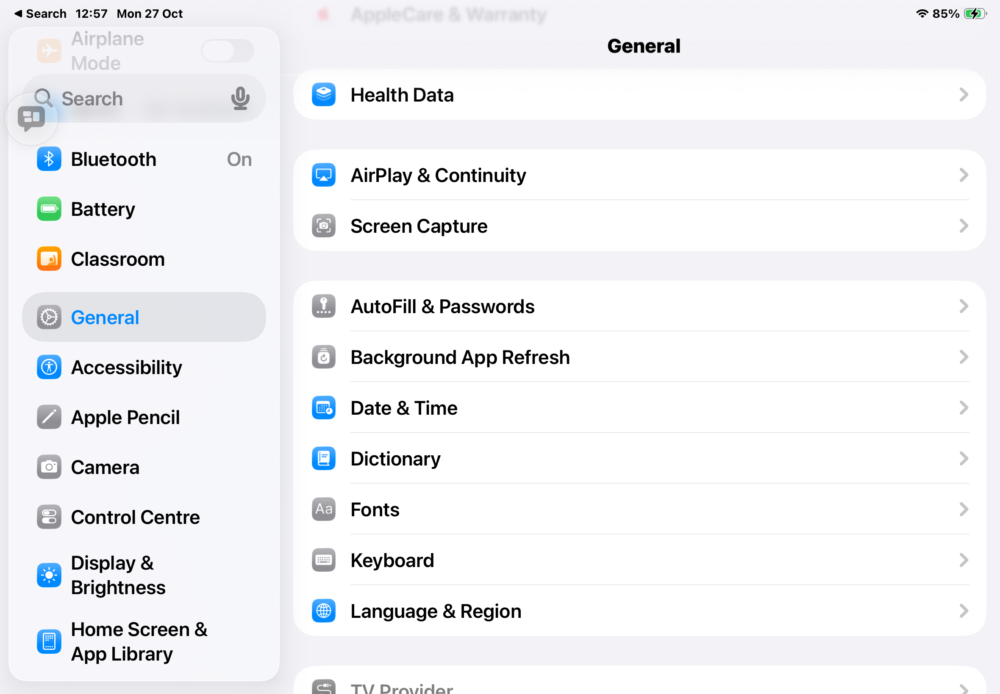 ◀ Search 12:57 Mon 27 Oct
85%
Airplane
Mode
Search
Bluetooth On
Battery
Classroom
General
Accessibility
Apple Pencil
Camera
Control Centre
Display &
Brightness
Home Screen &
App Library
AppleCare & Warranty
General
Health Data
AirPlay & Continuity
Screen Capture
AutoFill & Passwords
Background App Refresh
Date & Time
Dictionary
Aa Fonts
Keyboard
Language & Region
TV Provider